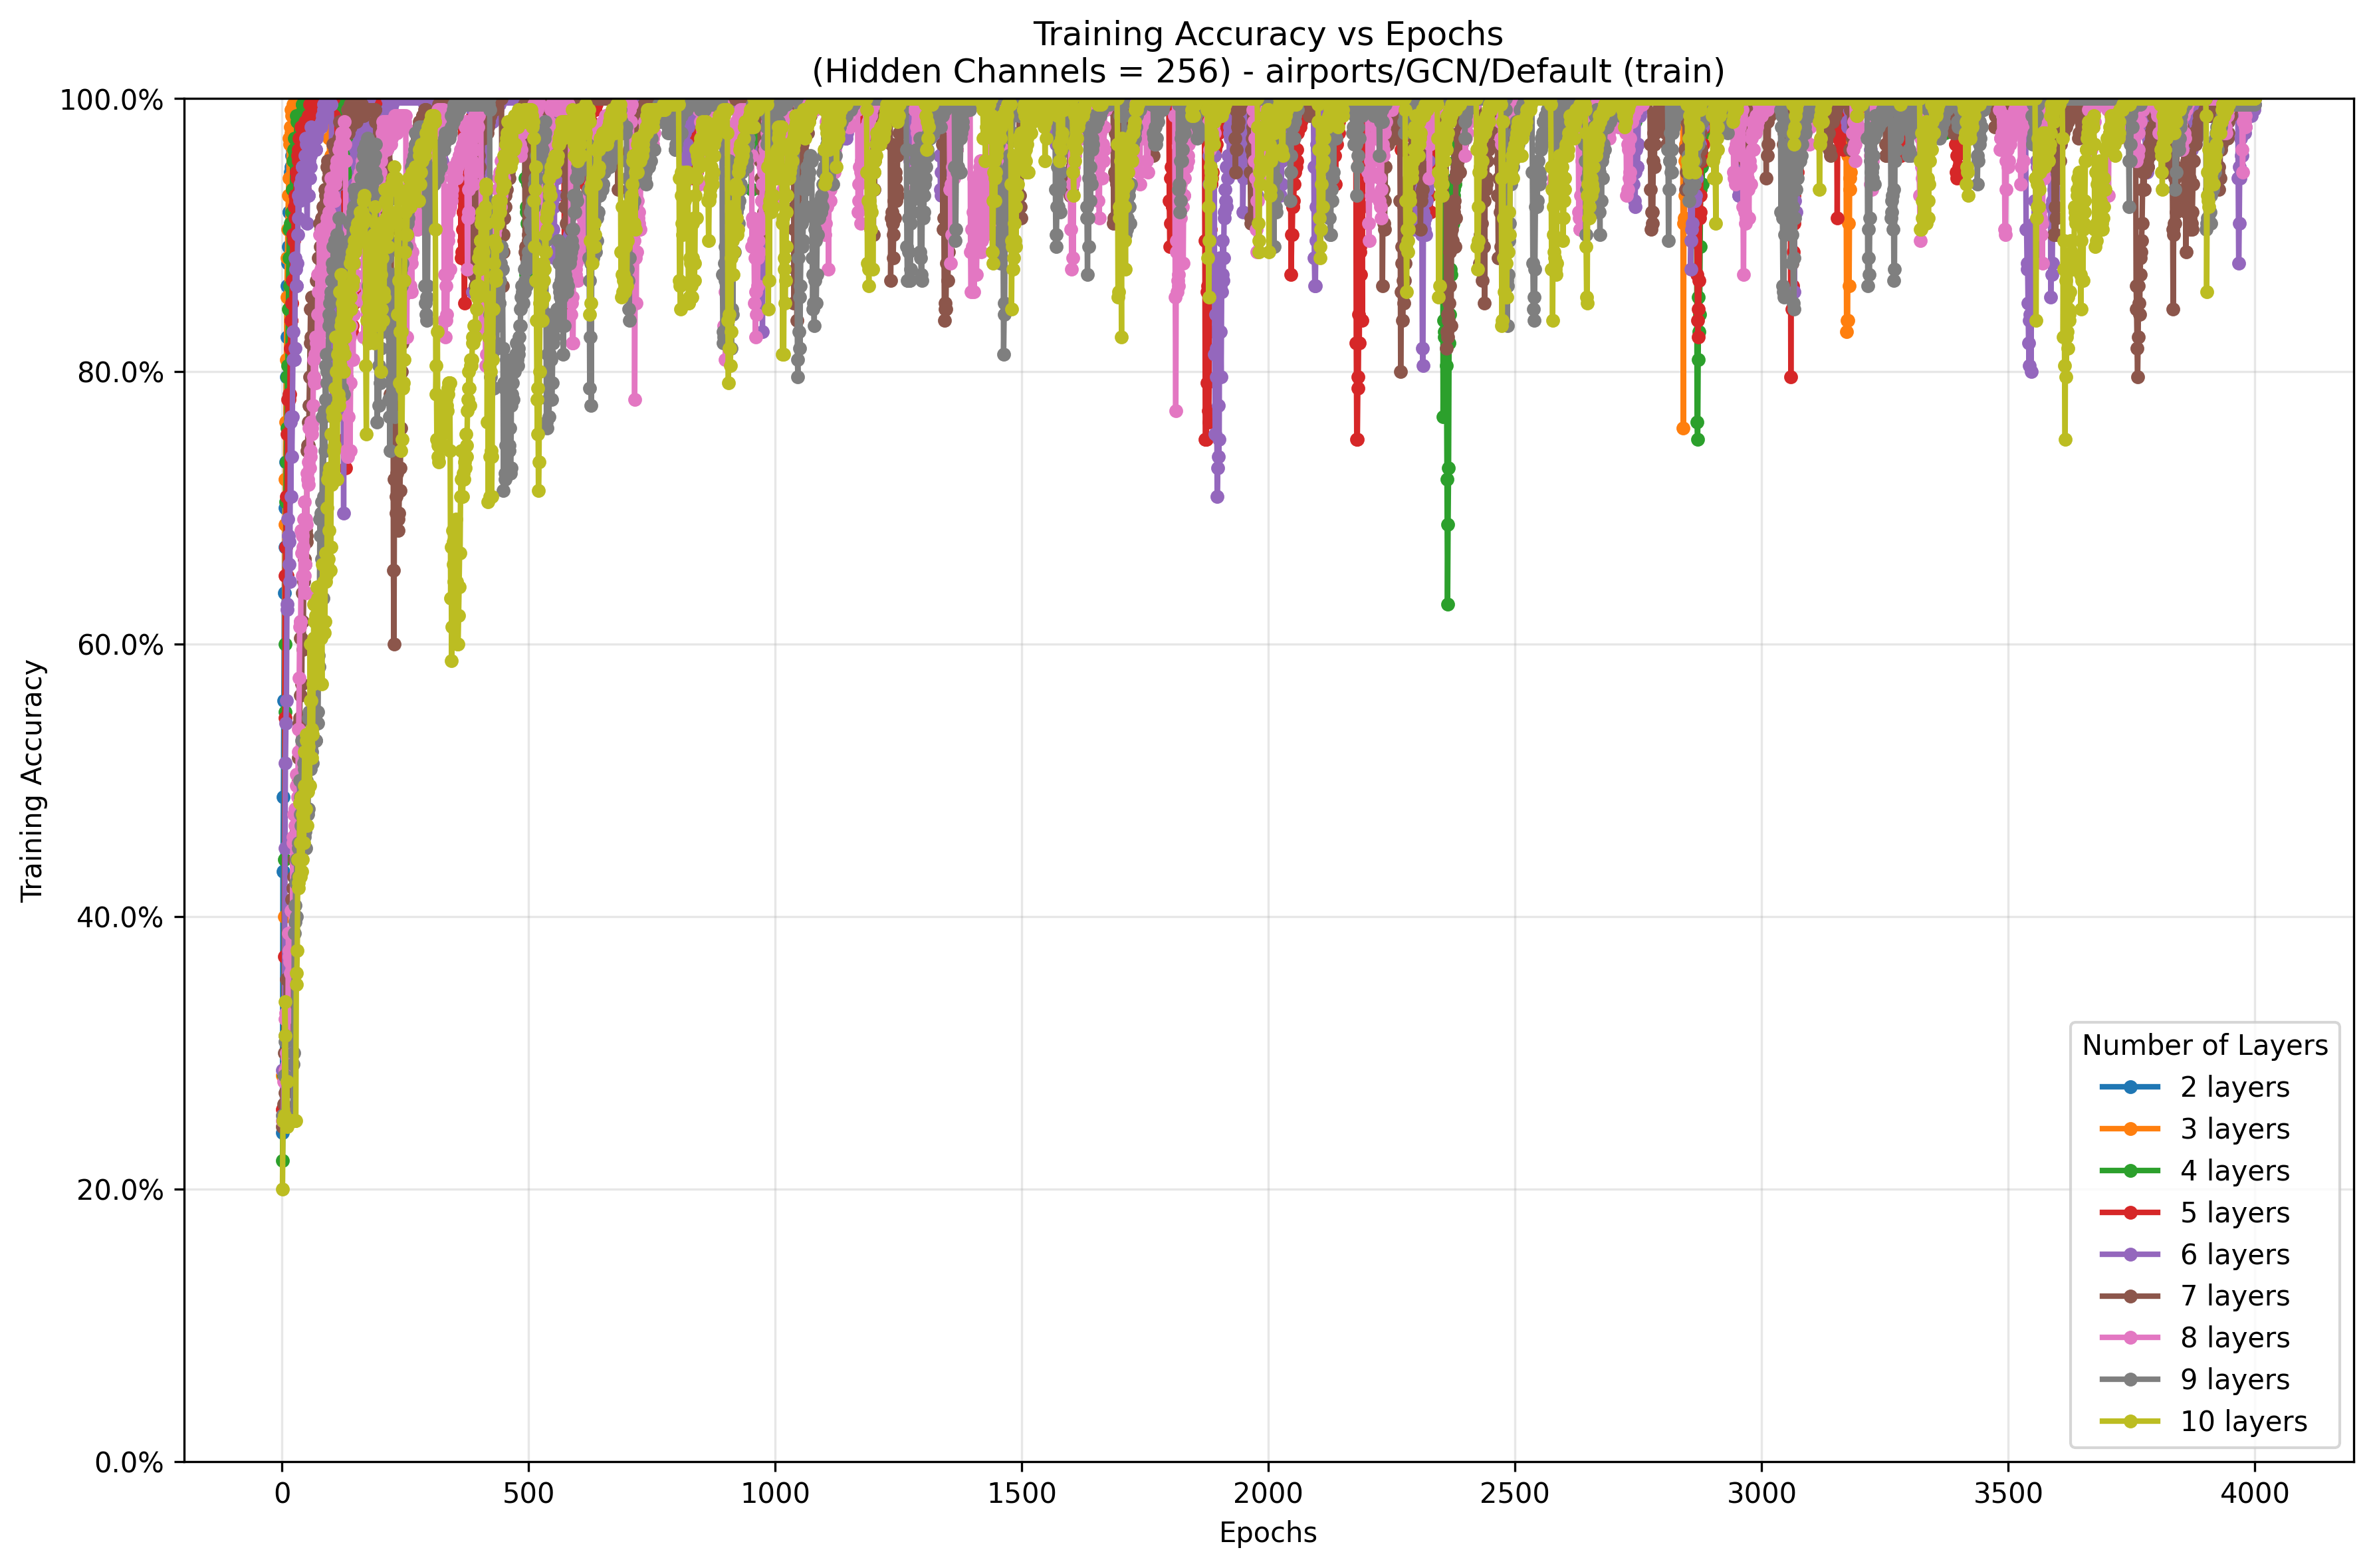 Training Accuracy vs Epochs
(Hidden Channels = 256) - airports/GCN/Default (train)
100.0%
80.0%
60.0%
40.0%
20.0%
0.0%
Training Accuracy
0 500 1000 1500 2000 2500 3000 3500 4000
Epochs
Number of Layers
2 layers
3 layers
4 layers
5 layers
6 layers
7 layers
8 layers
9 layers
10 layers